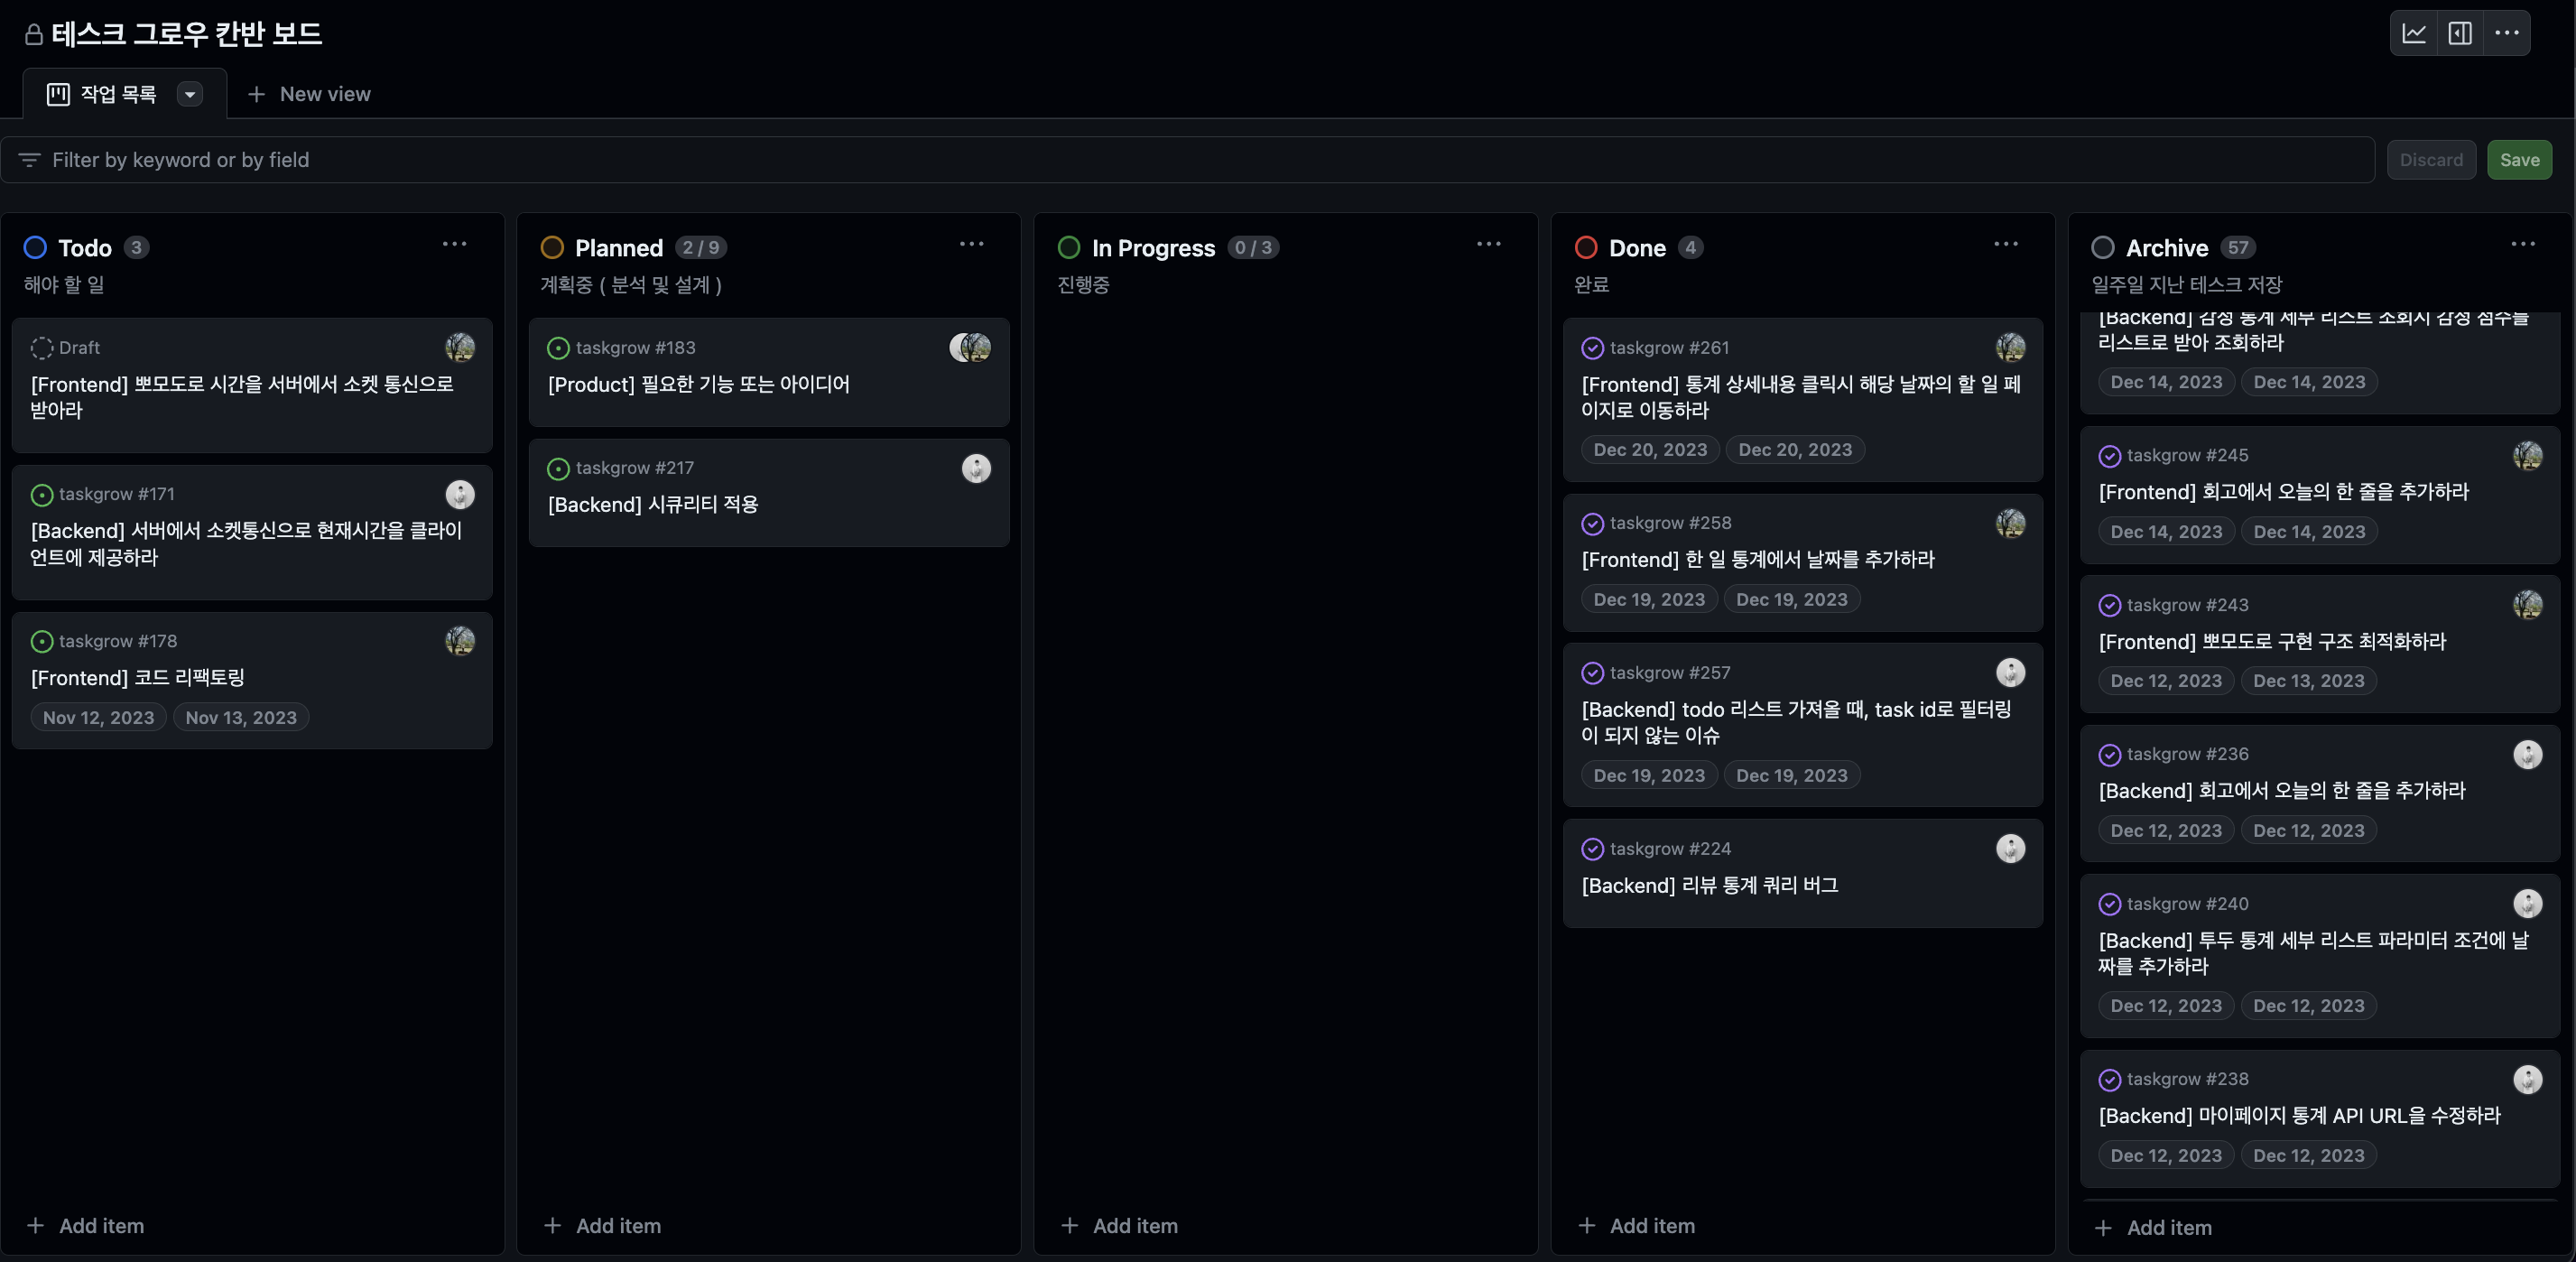 테스크 그로우 칸반 보드
작업 목록
New view
Filter by keyword or by field
Discard
Save
Todo 3
해야 할 일
Draft
[Frontend] 뽀모도로 시간을 서버에서 소켓 통신으로
받아라
taskgrow #171
[Backend] 서버에서 소켓통신으로 현재시간을 클라이
언트에 제공하라
taskgrow #178
[Frontend] 코드 리팩토링
Nov 12, 2023 Nov 13, 2023
Add item
Planned 2 / 9
계획중 ( 분석 및 설계 )
taskgrow #183
[Product] 필요한 기능 또는 아이디어
taskgrow #217
[Backend] 시큐리티 적용
Add item
In Progress 0 / 3
진행중
Add item
Done 4
완료
taskgrow #261
[Frontend] 통계 상세내용 클릭시 해당 날짜의 할 일 페
이지로 이동하라
Dec 20, 2023 Dec 20, 2023
taskgrow #258
[Frontend] 한 일 통계에서 날짜를 추가하라
Dec 19, 2023 Dec 19, 2023
taskgrow #257
[Backend] todo 리스트 가져올 때, task id로 필터링
이 되지 않는 이슈
Dec 19, 2023 Dec 19, 2023
taskgrow #224
[Backend] 리뷰 통계 쿼리 버그
Add item
Archive 57
일주일 지난 테스크 저장
[Backend] 감정 통계 세부 리스트 조회시 감정 점수를
리스트로 받아 조회하라
Dec 14, 2023 Dec 14, 2023
taskgrow #245
[Frontend] 회고에서 오늘의 한 줄을 추가하라
Dec 14, 2023 Dec 14, 2023
taskgrow #243
[Frontend] 뽀모도로 구현 구조 최적화하라
Dec 12, 2023 Dec 13, 2023
taskgrow #236
[Backend] 회고에서 오늘의 한 줄을 추가하라
Dec 12, 2023 Dec 12, 2023
taskgrow #240
[Backend] 투두 통계 세부 리스트 파라미터 조건에 날
짜를 추가하라
Dec 12, 2023 Dec 12, 2023
taskgrow #238
[Backend] 마이페이지 통계 API URL을 수정하라
Dec 12, 2023 Dec 12, 2023
Add item